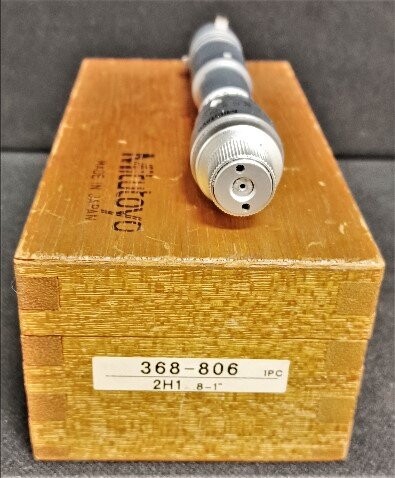 Mitutoyo
MADE IN JAPAN
368-806 IPC
2H1 .8-1"